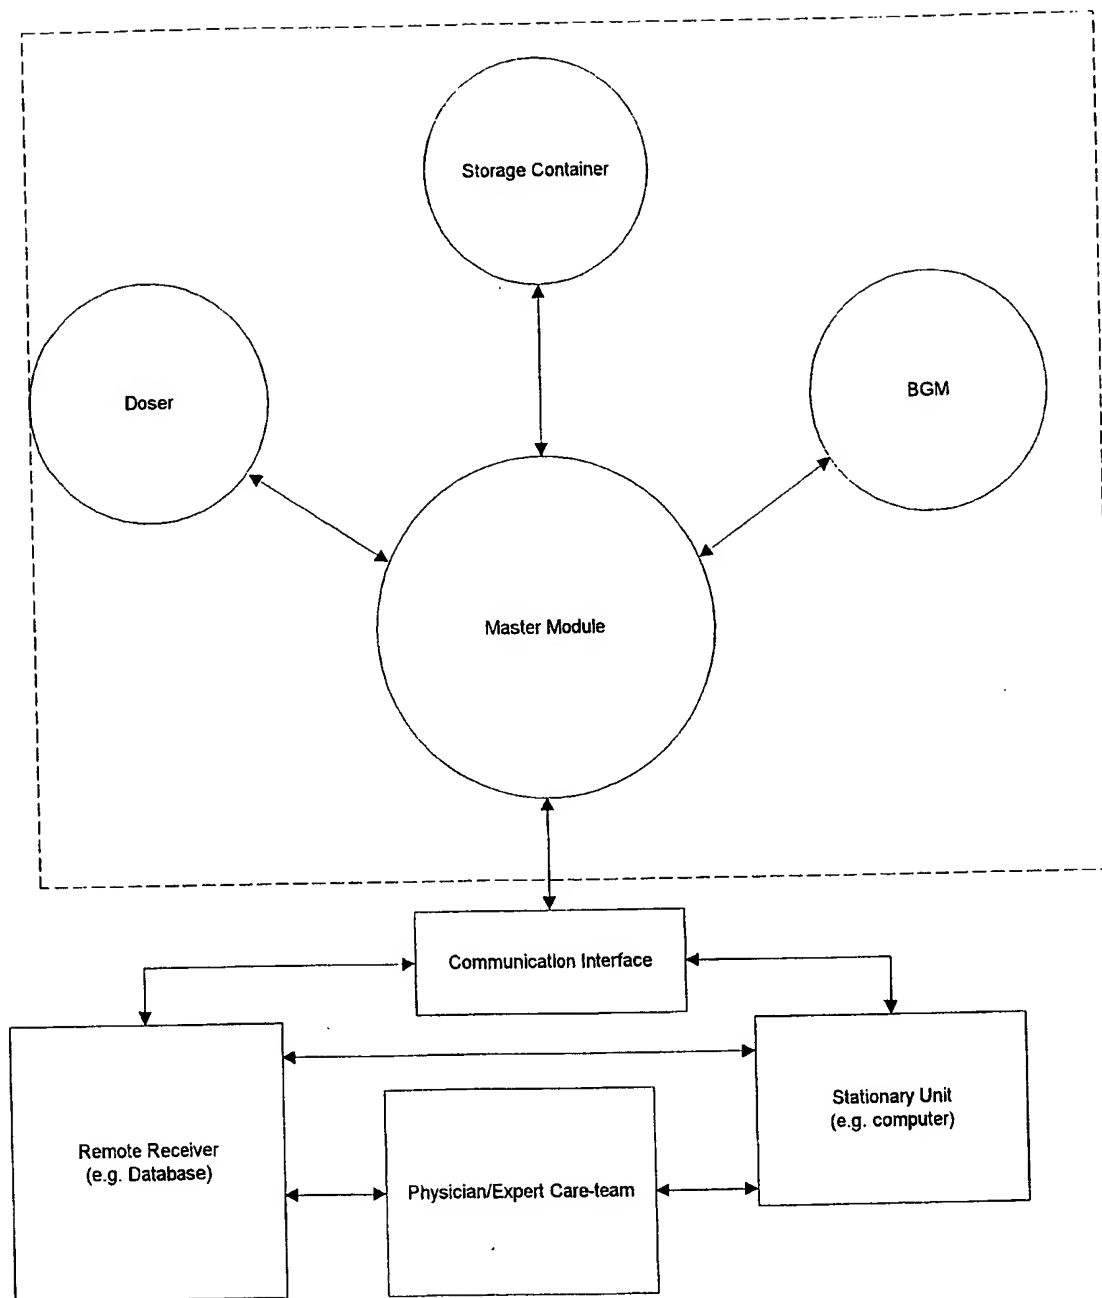 Storage Container
Doser
BGM
Master Module
Communication Interface
Stationary Unit
(e.g. computer)
Remote Receiver
(e.g. Database)
Physician/Expert Care-team